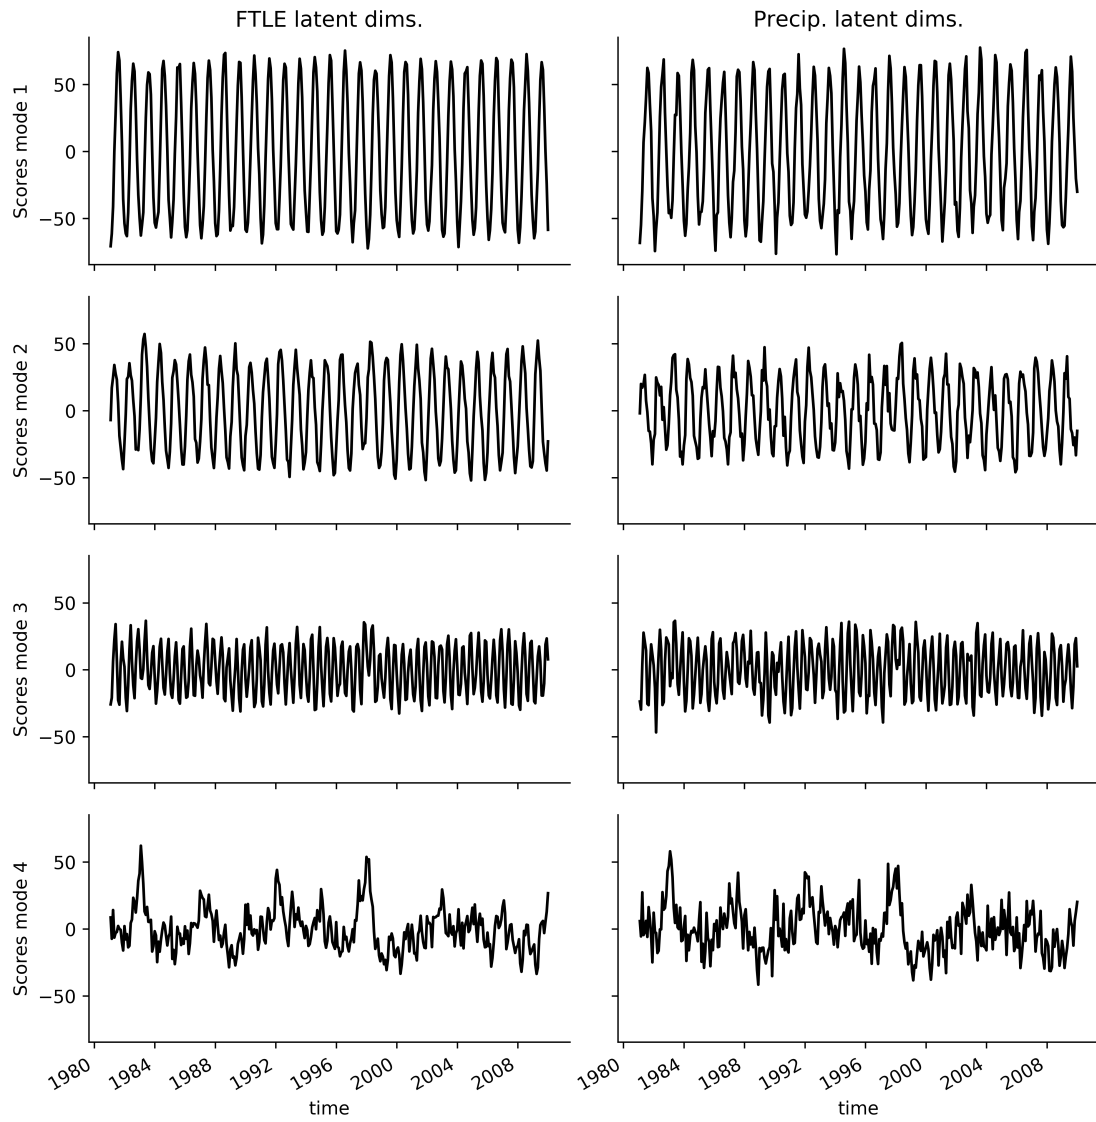 FTLE latent dims.
Precip. latent dims.
Scores mode 1
50
0
−50
Scores mode 2
50
0
−50
Scores mode 3
50
0
−50
Scores mode 4
50
0
−50
1980 1984 1988 1992 1996 2000 2004 2008
1980 1984 1988 1992 1996 2000 2004 2008
time
time